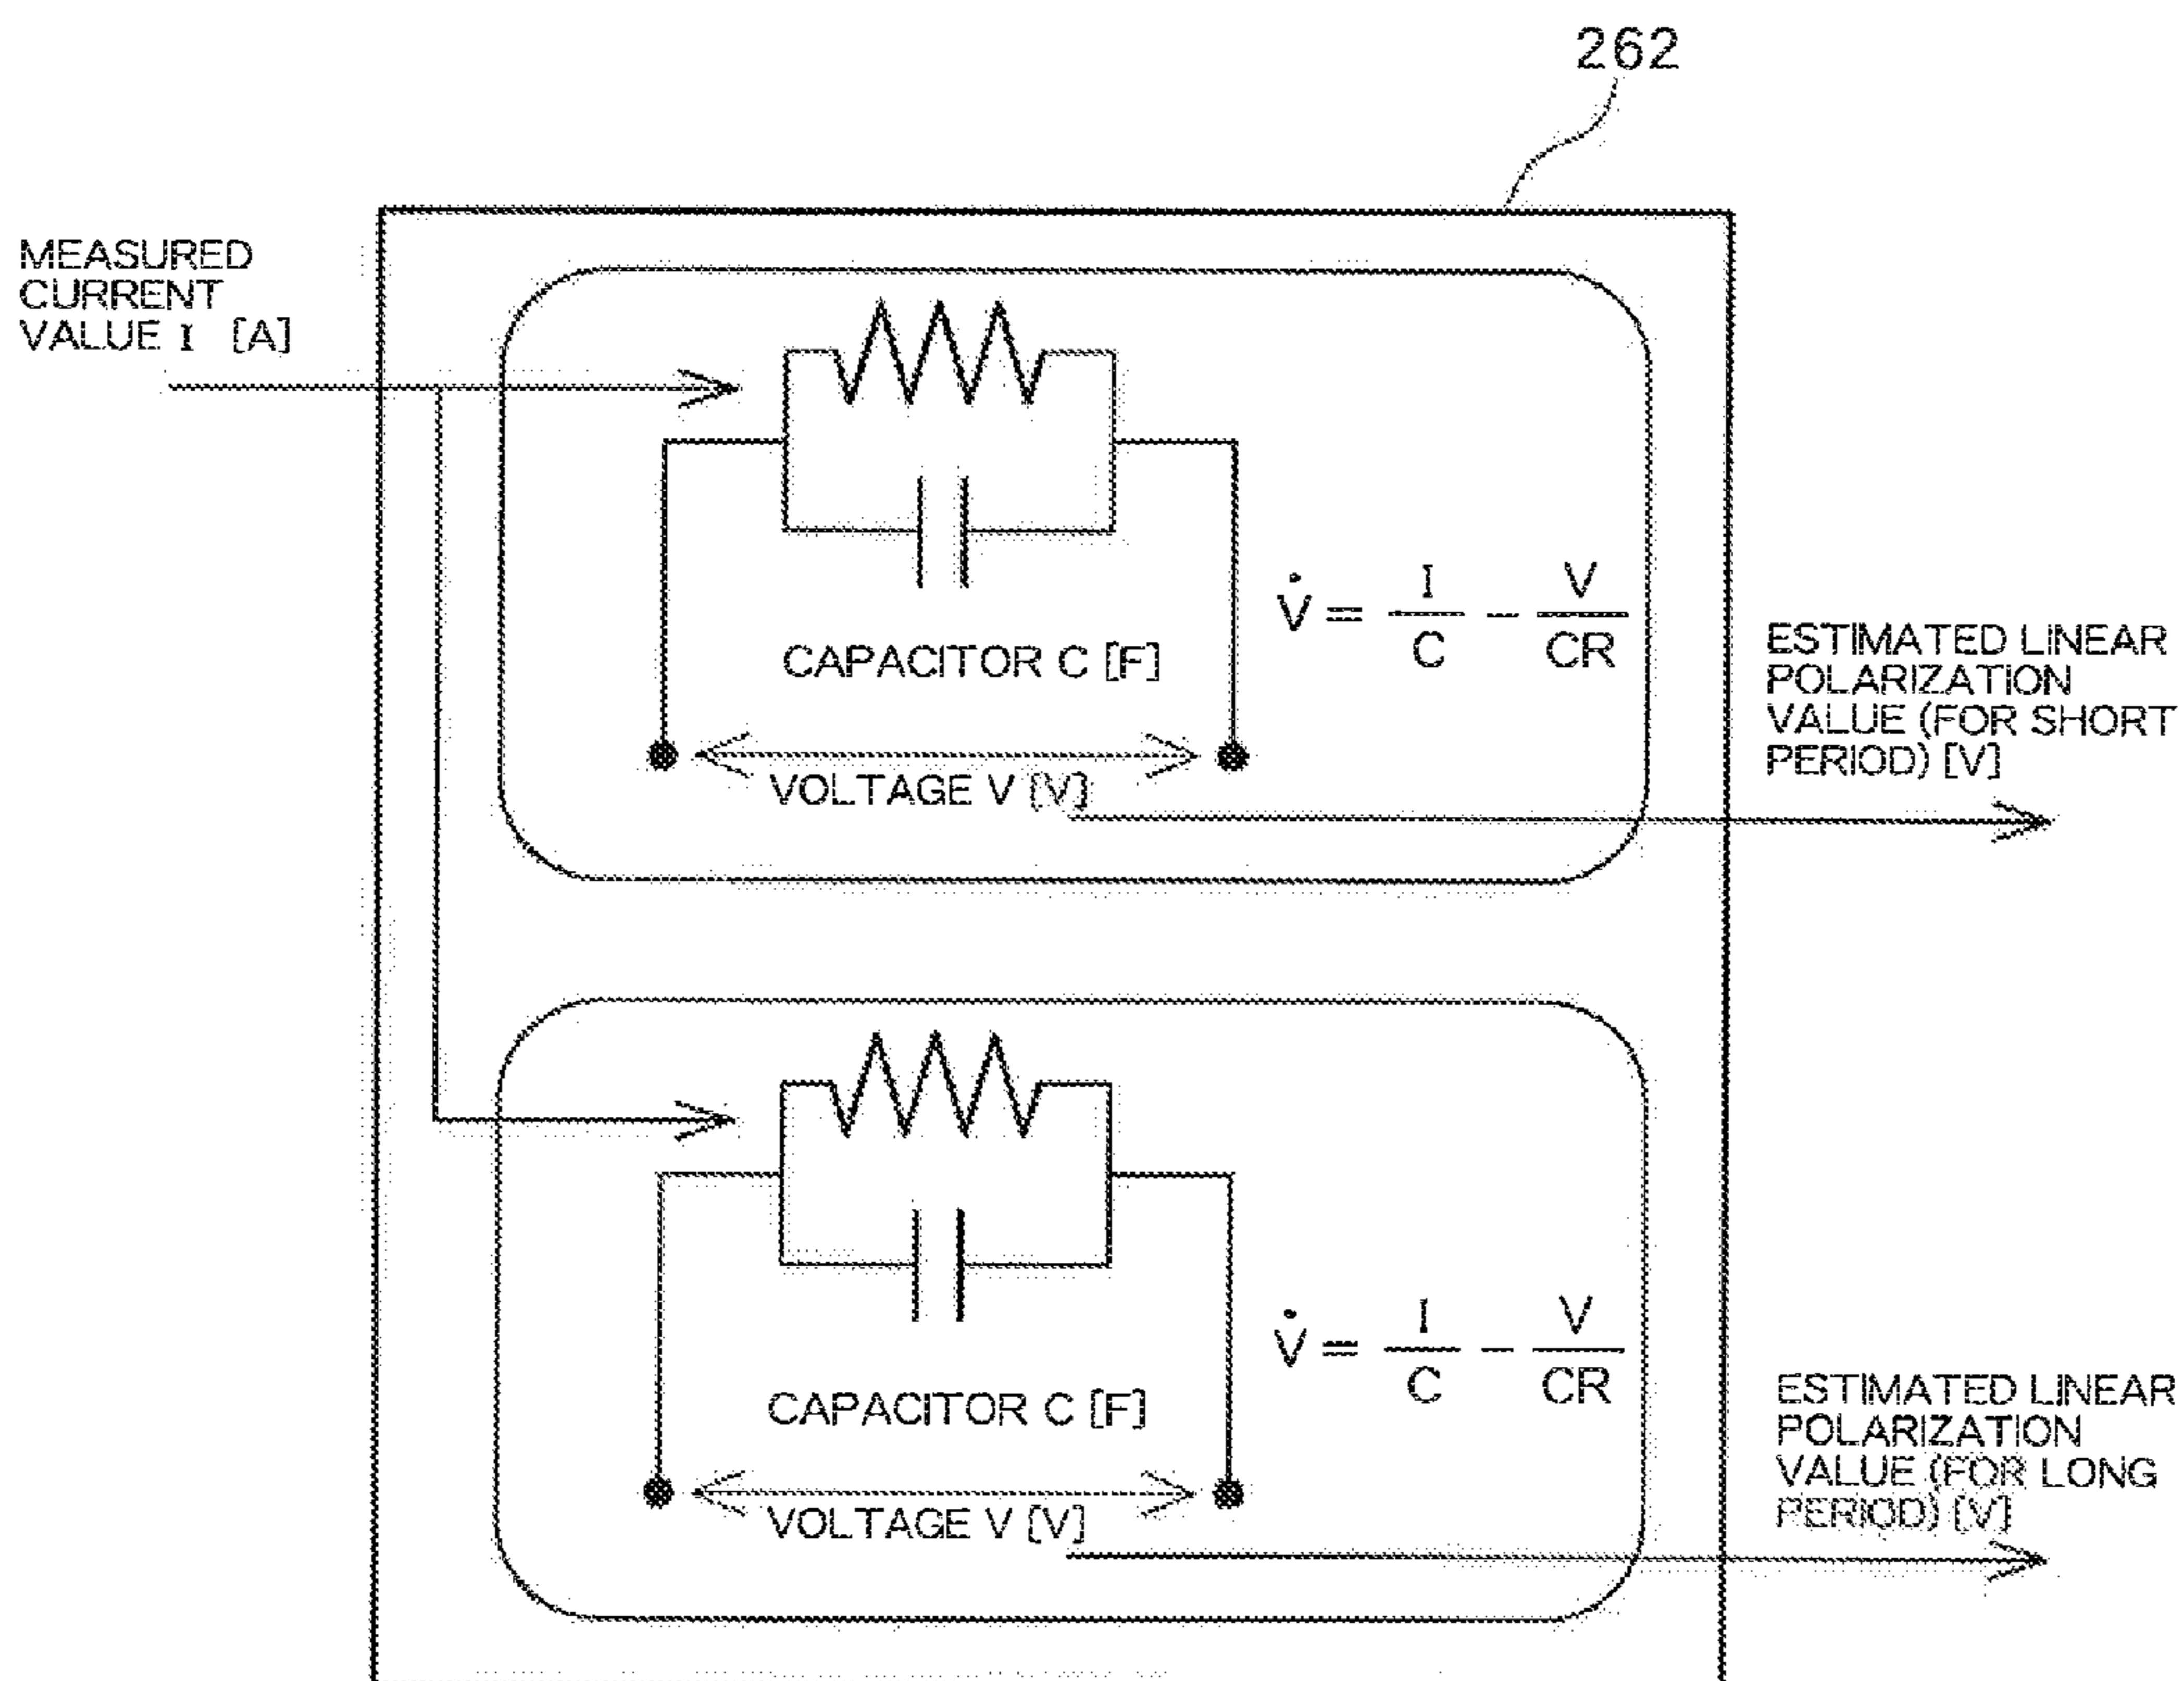 262
MEASURED
CURRENT
VALUE I [A]
V̇ = I/C - V/CR
CAPACITOR C [F]
VOLTAGE V [V]
ESTIMATED LINEAR
POLARIZATION
VALUE (FOR SHORT
PERIOD) [V]
V̇ = I/C - V/CR
CAPACITOR C [F]
VOLTAGE V [V]
ESTIMATED LINEAR
POLARIZATION
VALUE (FOR LONG
PERIOD) [V]